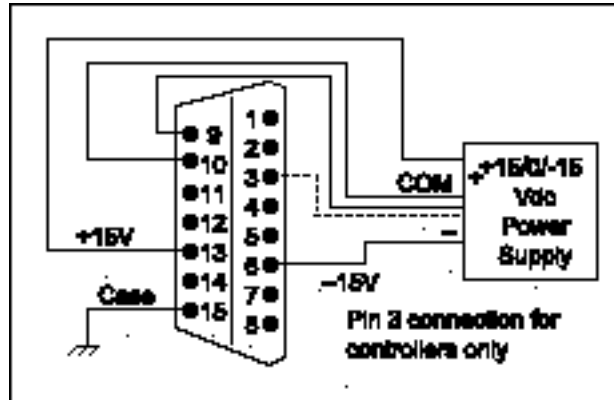 1
9
2
10
3
11
4
12
5
13
6
14
7
15
8
+15V
Case
COM
–15V
+
–
+15/0/-15
Vdc
Power
Supply
Pin 3 connection for
controllers only